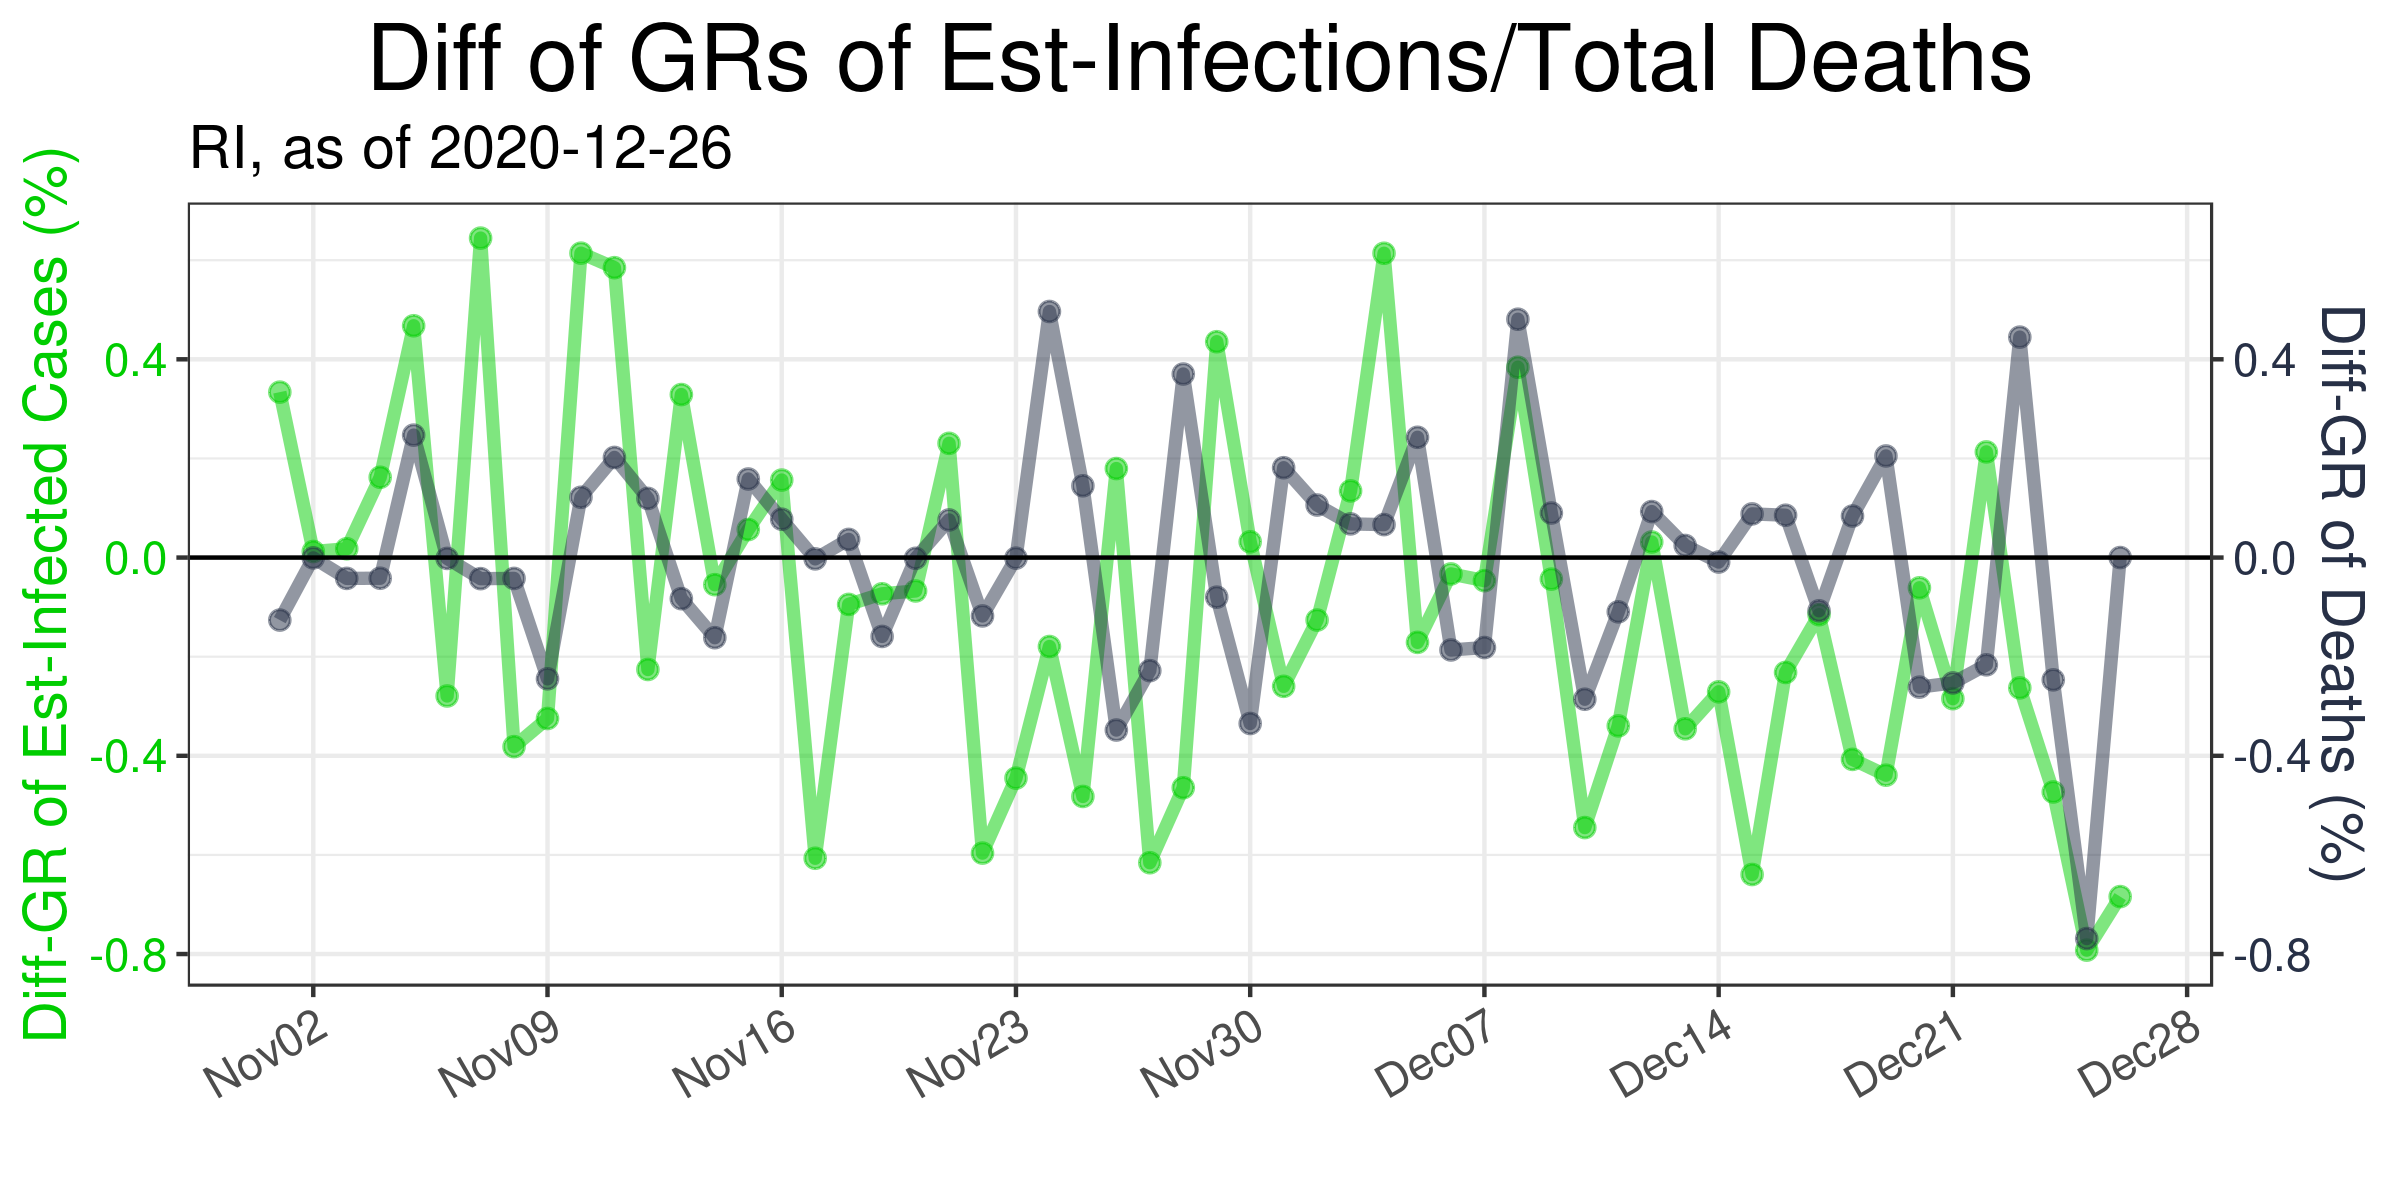 Diff of GRs of Est-Infections/Total Deaths
RI, as of 2020-12-26
Diff-GR of Est-Infected Cases (%)
0.4
0.0
-0.4
-0.8
0.4
0.0
-0.4
-0.8
Diff-GR of Deaths (%)
Nov02
Nov09
Nov16
Nov23
Nov30
Dec07
Dec14
Dec21
Dec28